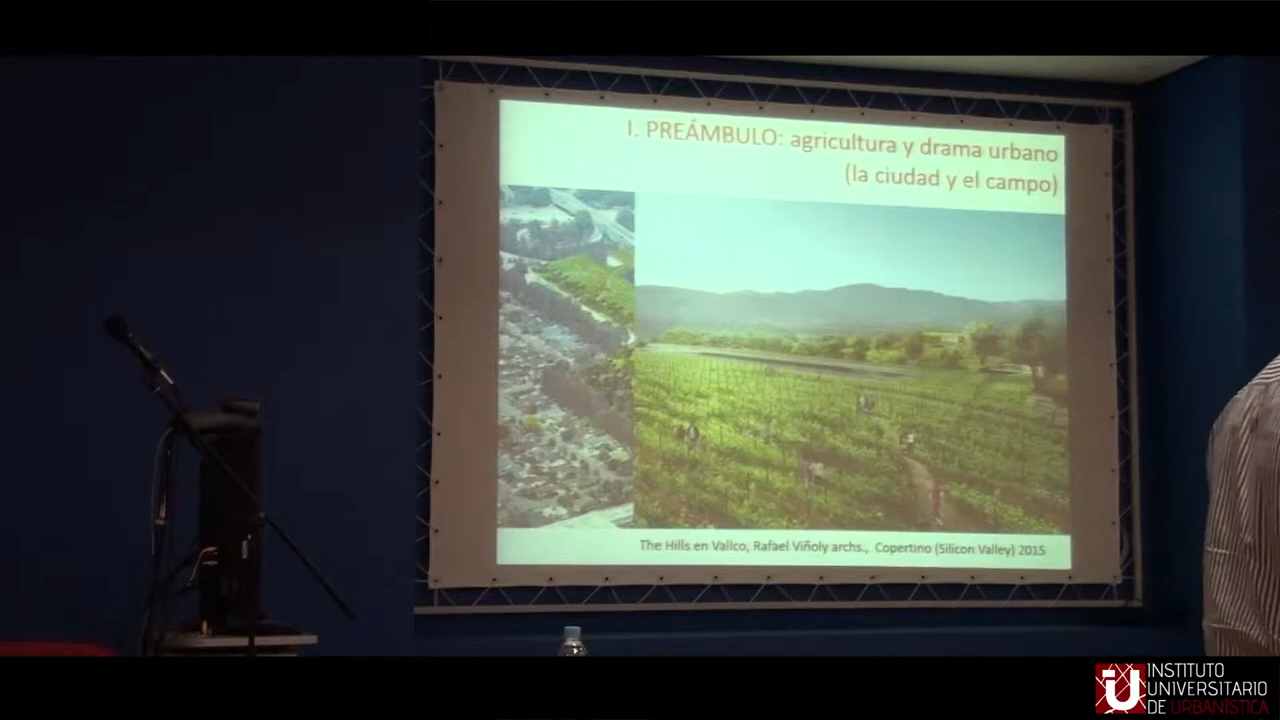 I. PREÁMBULO: agricultura y drama urbano
(la ciudad y el campo)
The Hills en Vallco, Rafael Viñoly archs., Copertino (Silicon Valley) 2015
iU INSTITUTO
UNIVERSITARIO
DE URBANÍSTICA